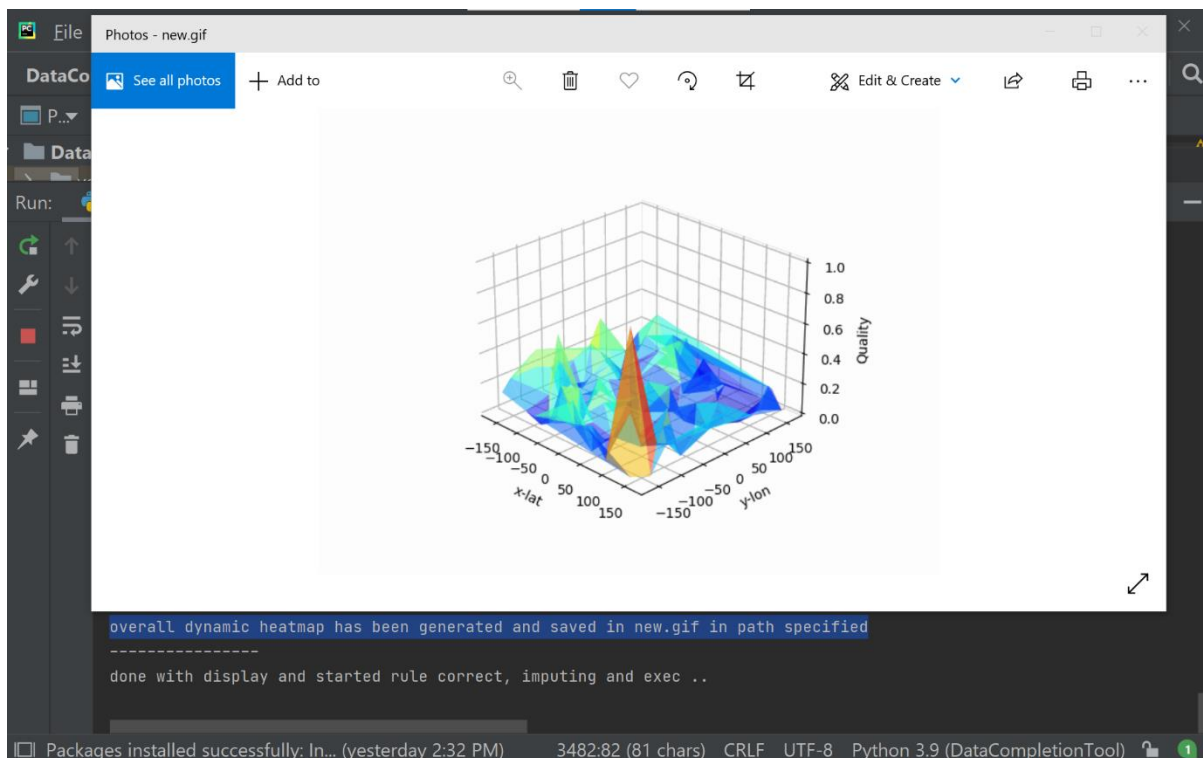 PC File
Photos - new.gif
DataCo
See all photos
Add to
Edit & Create
P...
Data
Run:
1.0
0.8
0.6
0.4
0.2
0.0
Quality
−150
−100
−50
0
50
100
150
x-lat
−150
−100
−50
0
50
100
150
y-lon
overall dynamic heatmap has been generated and saved in new.gif in path specified
----------------
done with display and started rule correct, imputing and exec ..
Packages installed successfully: In... (yesterday 2:32 PM) 3482:82 (81 chars) CRLF UTF-8 Python 3.9 (DataCompletionTool) 1